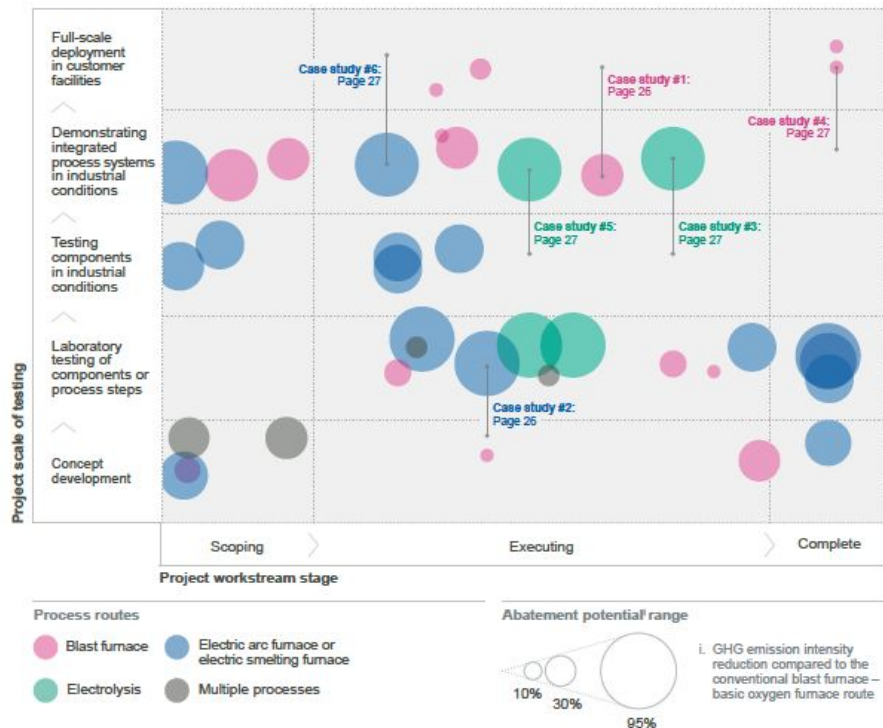 Full-scale
deployment
in customer
facilities
Demonstrating
integrated
process systems
in industrial
conditions
Testing
components
in industrial
conditions
Laboratory
testing of
components or
process steps
Concept
development
Project scale of testing
Case study #6:
Page 27
Case study #1:
Page 26
Case study #4:
Page 27
Case study #5:
Page 27
Case study #3:
Page 27
Case study #2:
Page 26
Scoping
Executing
Complete
Project workstream stage
Process routes
Blast furnace
Electric arc furnace or
electric smelting furnace
Electrolysis
Multiple processes
Abatement potentialⁱ range
10%
30%
95%
i. GHG emission intensity
reduction compared to the
conventional blast furnace –
basic oxygen furnace route